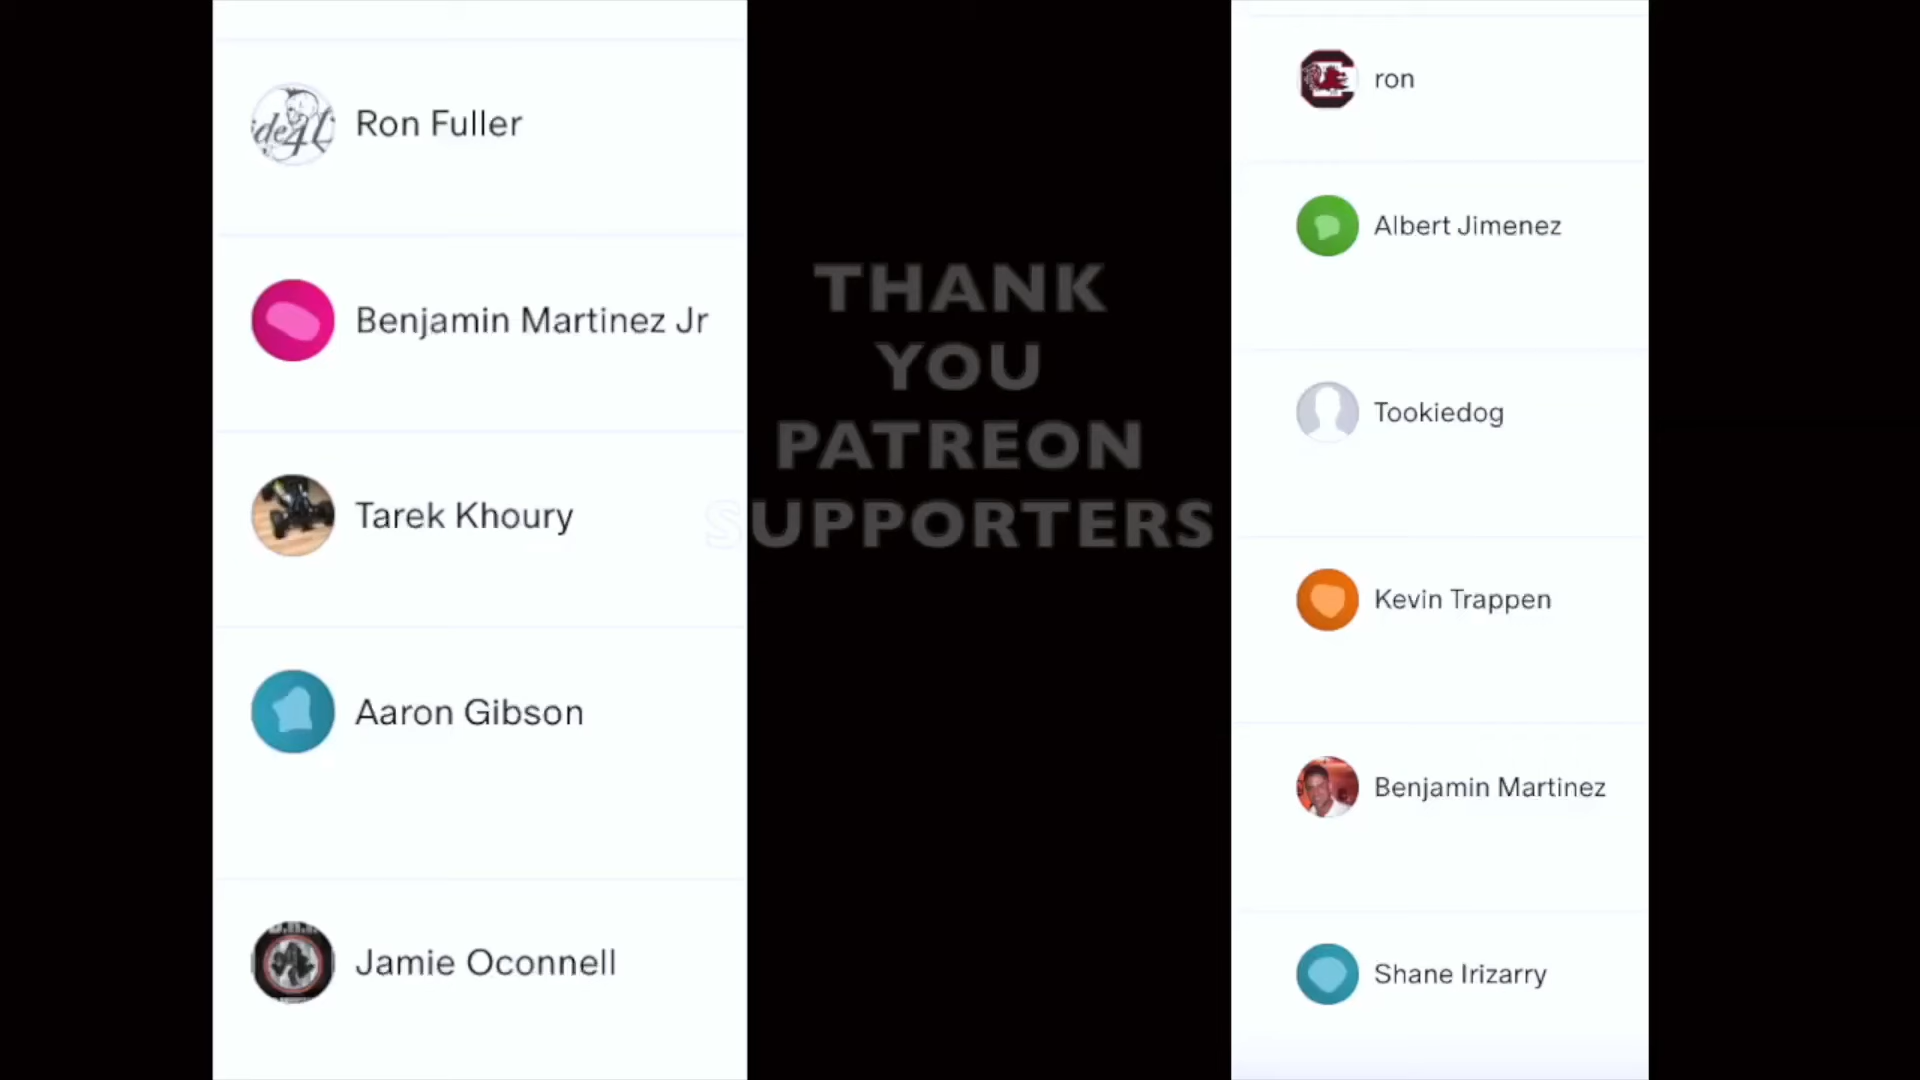 Ron Fuller
Benjamin Martinez Jr
Tarek Khoury
Aaron Gibson
Jamie Oconnell
THANK
YOU
PATREON
SUPPORTERS
ron
Albert Jimenez
Tookiedog
Kevin Trappen
Benjamin Martinez
Shane Irizarry